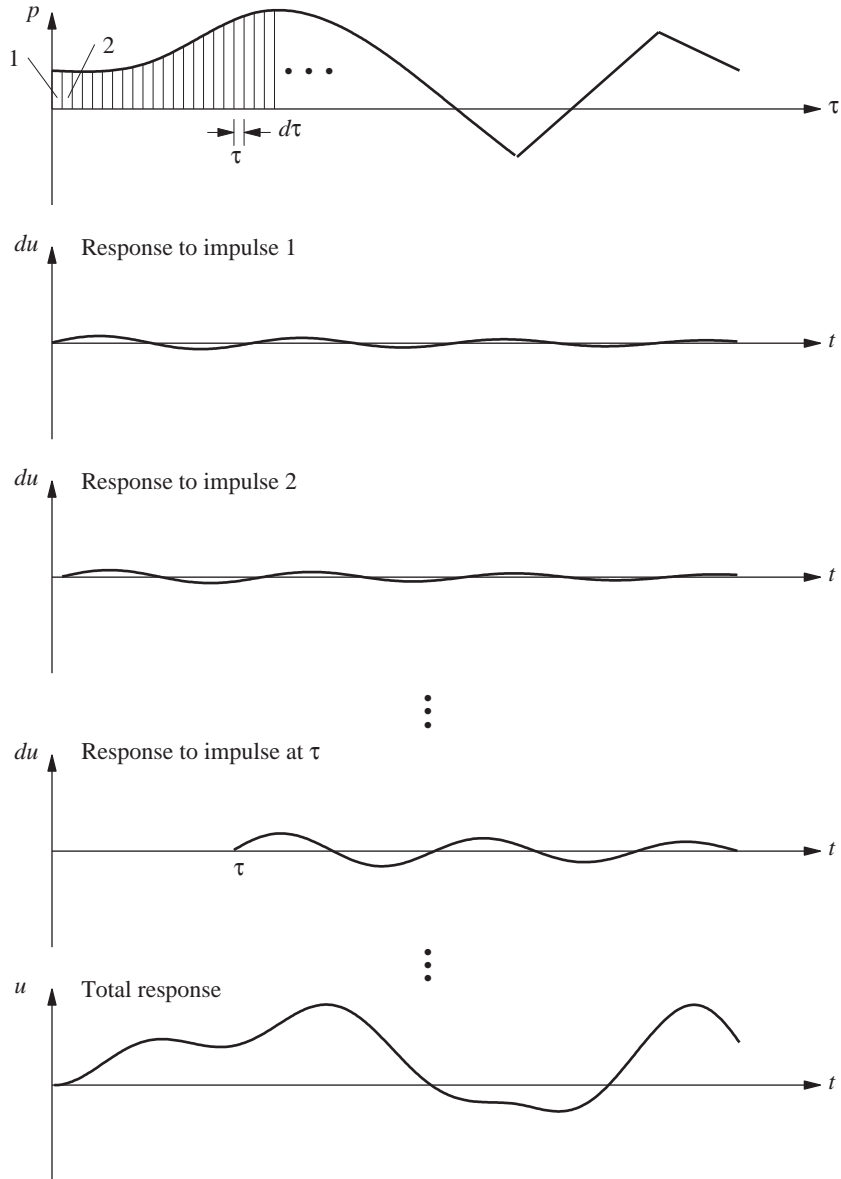 p
1
2
τ
dτ
τ
du
Response to impulse 1
t
du
Response to impulse 2
t
du
Response to impulse at τ
t
τ
u
Total response
t